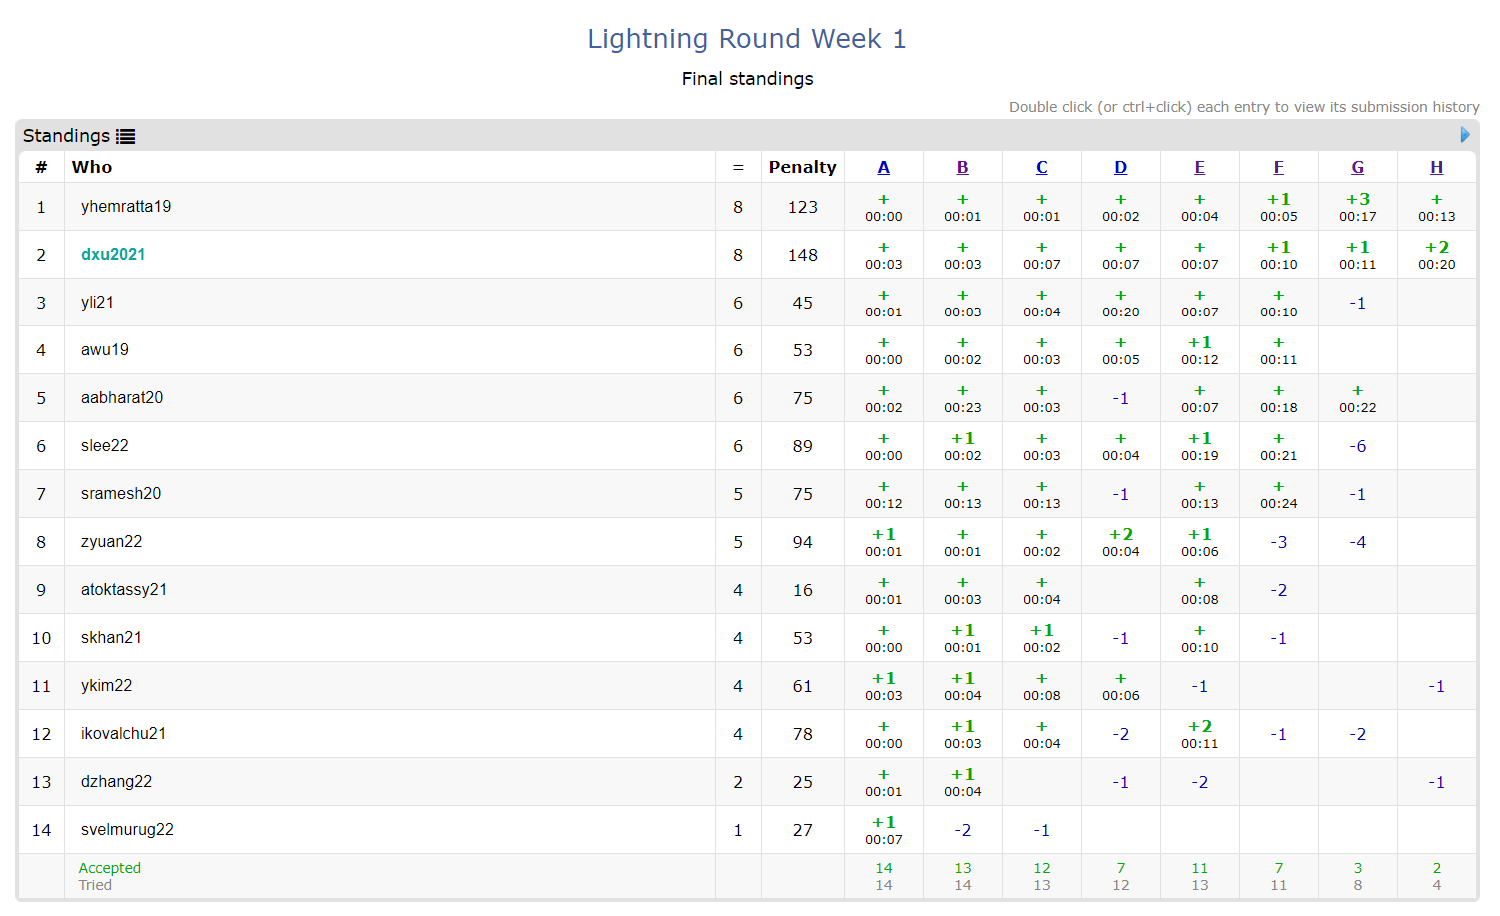 Lightning Round Week 1
Final standings
Double click (or ctrl+click) each entry to view its submission history
Standings
# Who = Penalty A B C D E F G H
1 yhemratta19 8 123 + + + + + +1 +3 +
00:00 00:01 00:01 00:02 00:04 00:05 00:17 00:13
2 dxu2021 8 148 + + + + + +1 +1 +2
00:03 00:03 00:07 00:07 00:07 00:10 00:11 00:20
3 yli21 6 45 + + + + + + -1
00:01 00:03 00:04 00:20 00:07 00:10
4 awu19 6 53 + + + + +1 +
00:00 00:02 00:03 00:05 00:12 00:11
5 aabharat20 6 75 + + + -1 + + +
00:02 00:23 00:03 00:07 00:18 00:22
6 slee22 6 89 + +1 + + +1 + -6
00:00 00:02 00:03 00:04 00:19 00:21
7 sramesh20 5 75 + + + -1 + + -1
00:12 00:13 00:13 00:13 00:24
8 zyuan22 5 94 +1 + + +2 +1 -3 -4
00:01 00:01 00:02 00:04 00:06
9 atoktassy21 4 16 + + + + -2
00:01 00:03 00:04 00:08
10 skhan21 4 53 + +1 +1 -1 + -1
00:00 00:01 00:02 00:10
11 ykim22 4 61 +1 +1 + + -1 -1
00:03 00:04 00:08 00:06
12 ikovalchu21 4 78 + +1 + -2 +2 -1 -2
00:00 00:03 00:04 00:11
13 dzhang22 2 25 + +1 -1 -2 -1
00:01 00:04
14 svelmurug22 1 27 +1 -2 -1
00:07
Accepted 14 13 12 7 11 7 3 2
Tried 14 14 13 12 13 11 8 4